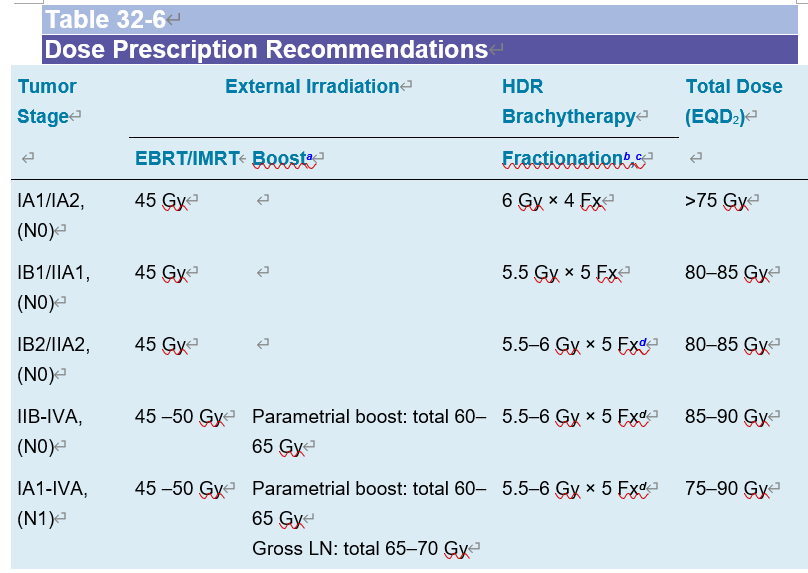 Table 32-6
Dose Prescription Recommendations
Tumor Stage External Irradiation HDR Brachytherapy Total Dose (EQD₂)
EBRT/IMRT Boostᵃ Fractionationᵇ,ᶜ
IA1/IA2, (N0) 45 Gy 6 Gy × 4 Fx >75 Gy
IB1/IIA1, (N0) 45 Gy 5.5 Gy × 5 Fx 80–85 Gy
IB2/IIA2, (N0) 45 Gy 5.5–6 Gy × 5 Fxᵈ 80–85 Gy
IIB-IVA, (N0) 45 –50 Gy Parametrial boost: total 60–65 Gy 5.5–6 Gy × 5 Fxᵈ 85–90 Gy
IA1-IVA, (N1) 45 –50 Gy Parametrial boost: total 60–65 Gy 5.5–6 Gy × 5 Fxᵈ 75–90 Gy
Gross LN: total 65–70 Gy